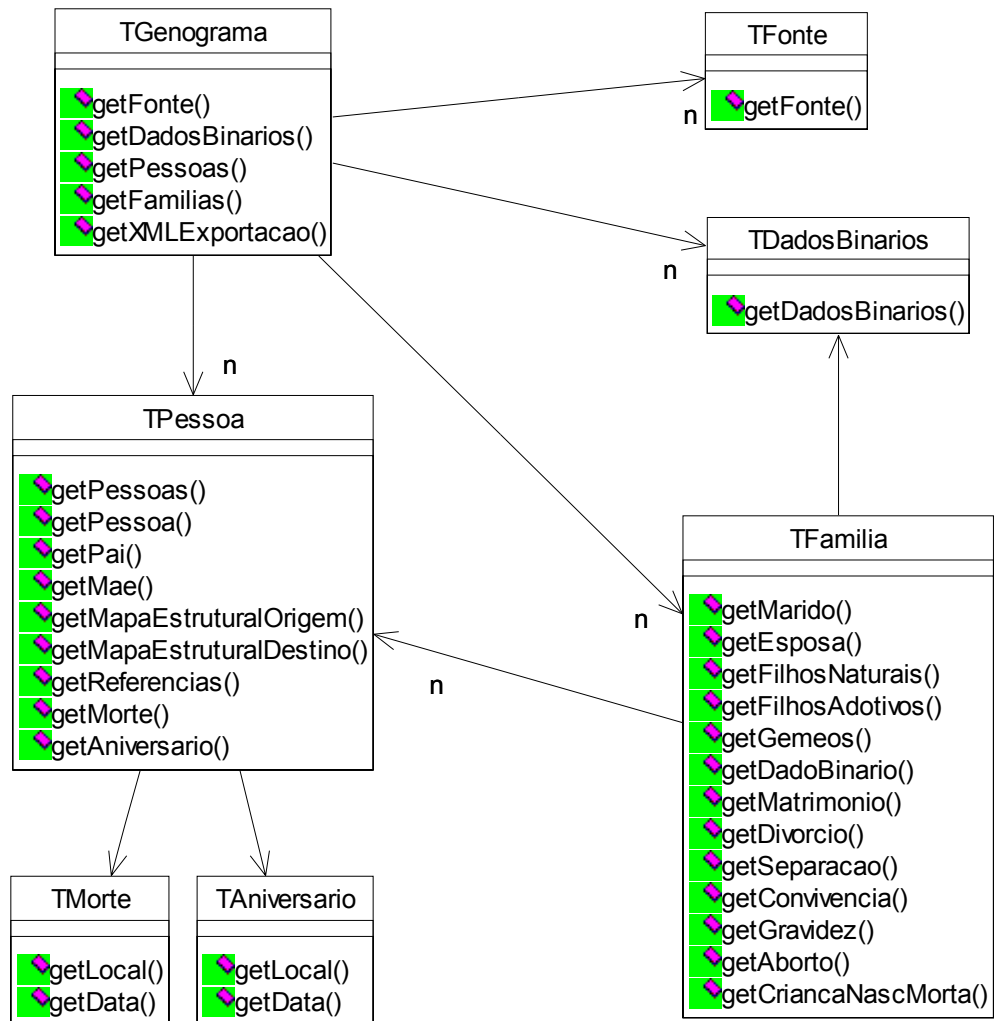 TGenograma
getFonte()
getDadosBinarios()
getPessoas()
getFamilias()
getXMLExportacao()
TFonte
getFonte()
n
TDadosBinarios
getDadosBinarios()
n
n
TPessoa
getPessoas()
getPessoa()
getPai()
getMae()
getMapaEstruturalOrigem()
getMapaEstruturalDestino()
getReferencias()
getMorte()
getAniversario()
n
n
TFamilia
getMarido()
getEsposa()
getFilhosNaturais()
getFilhosAdotivos()
getGemeos()
getDadoBinario()
getMatrimonio()
getDivorcio()
getSeparacao()
getConvivencia()
getGravidez()
getAborto()
getCriancaNascMorta()
TMorte
getLocal()
getData()
TAniversario
getLocal()
getData()